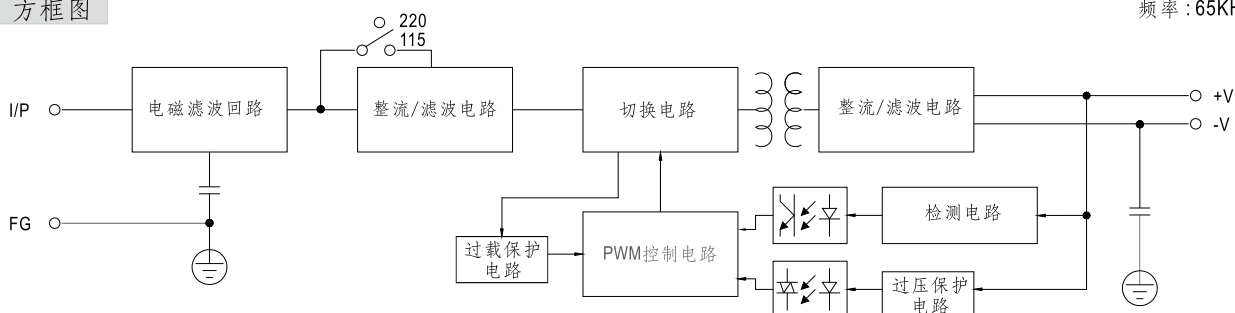 方框图
频率 : 65KH
220
115
I/P
电磁滤波回路
整流/滤波电路
切换电路
整流/滤波电路
+V
-V
FG
过载保护
电路
PWM控制电路
检测电路
过压保护
电路